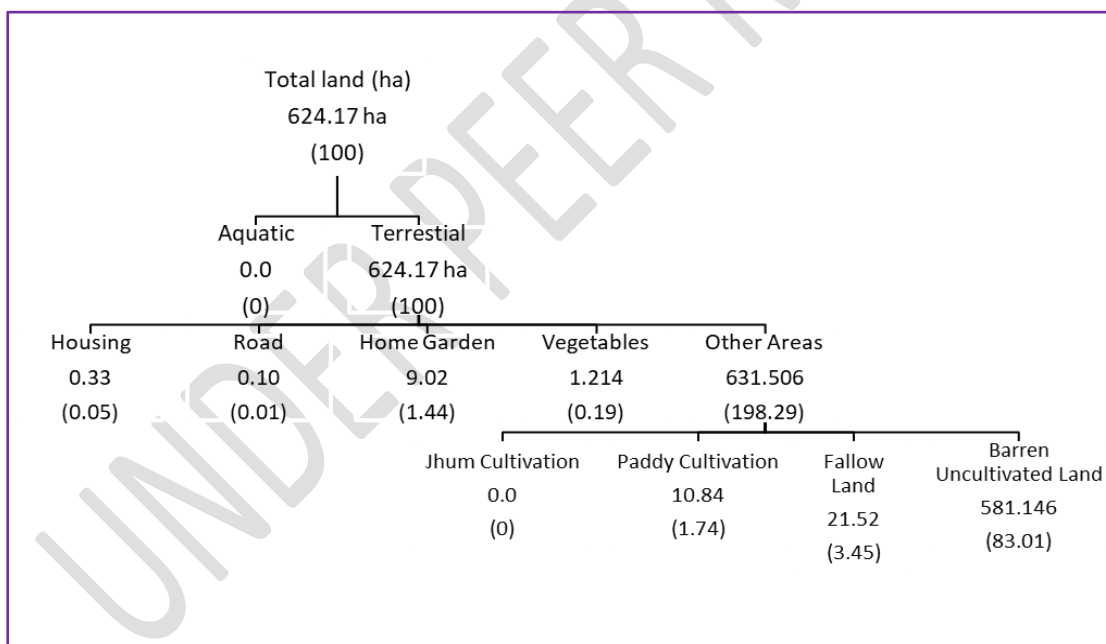 Total land (ha)
624.17 ha
(100)
Aquatic
0.0
(0)
Terrestial
624.17 ha
(100)
Housing
0.33
(0.05)
Road
0.10
(0.01)
Home Garden
9.02
(1.44)
Vegetables
1.214
(0.19)
Other Areas
631.506
(198.29)
Jhum Cultivation
0.0
(0)
Paddy Cultivation
10.84
(1.74)
Fallow
Land
21.52
(3.45)
Barren
Uncultivated Land
581.146
(83.01)
UNDER PEER